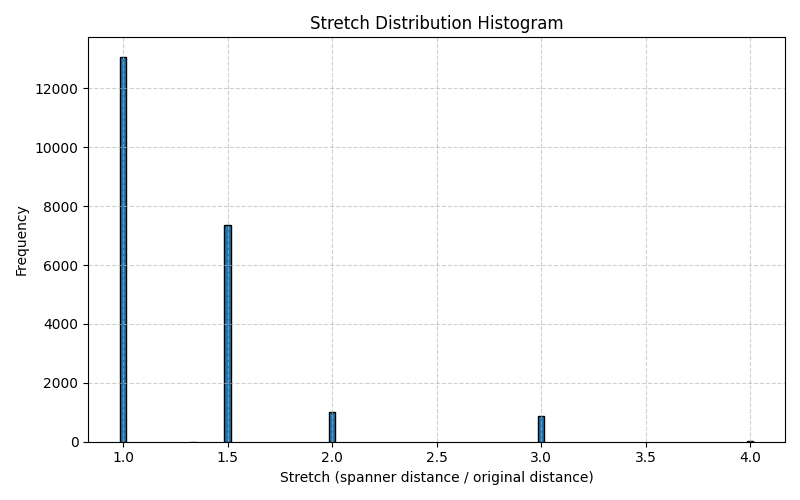 Stretch Distribution Histogram
Frequency
12000
10000
8000
6000
4000
2000
0
1.0 1.5 2.0 2.5 3.0 3.5 4.0
Stretch (spanner distance / original distance)